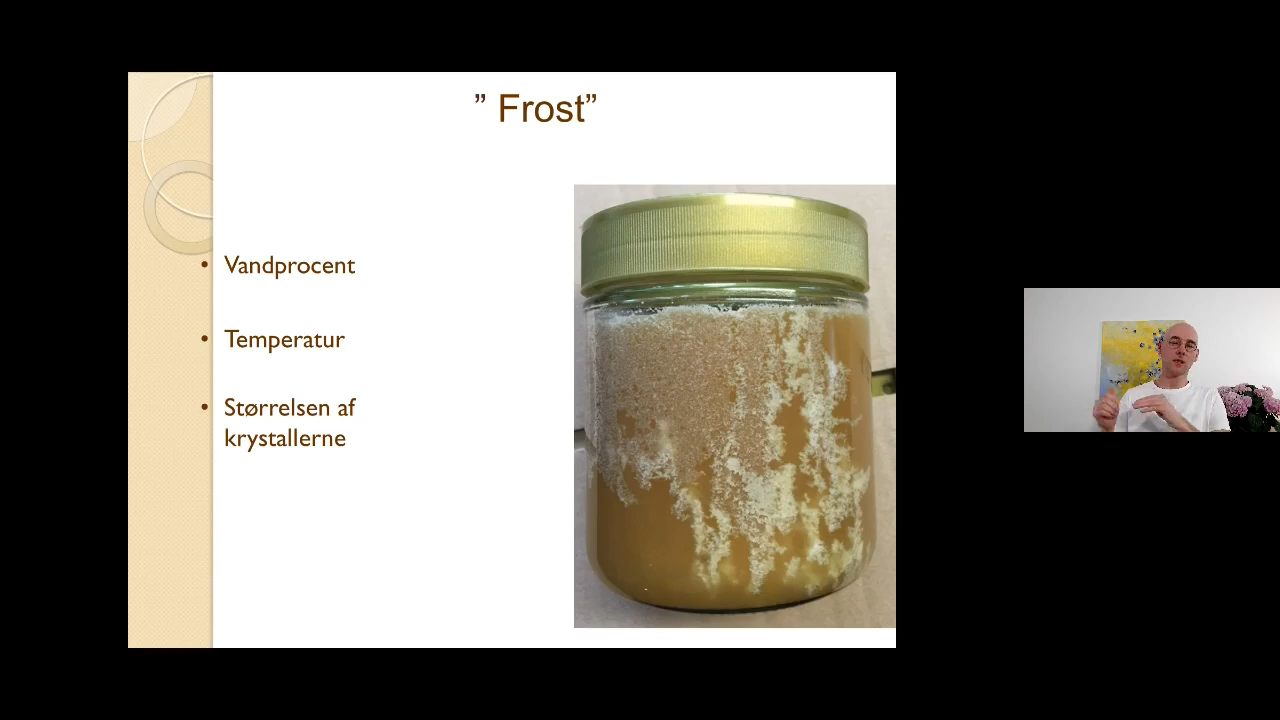 ” Frost”
• Vandprocent
• Temperatur
• Størrelsen af
krystallerne